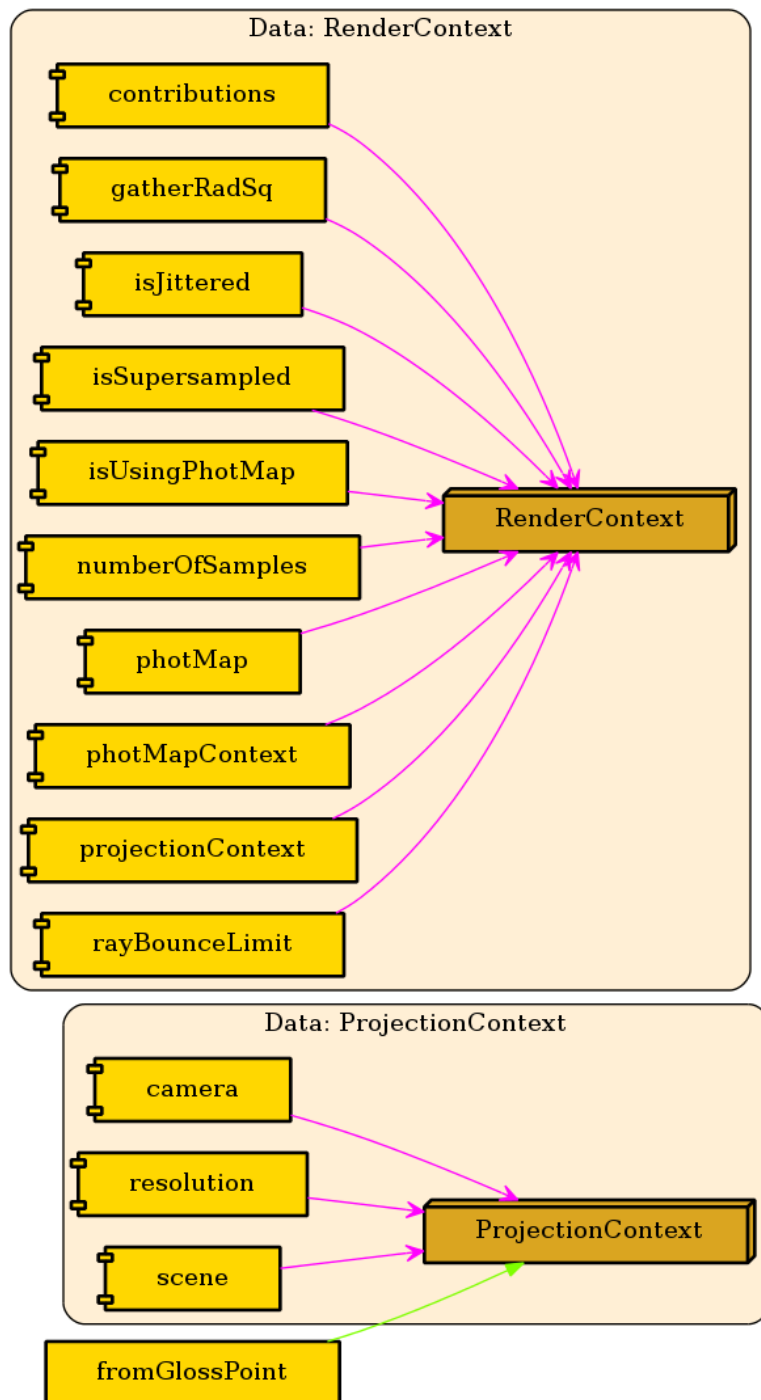 Data: RenderContext
contributions
gatherRadSq
isJittered
isSupersampled
isUsingPhotMap
RenderContext
numberOfSamples
photMap
photMapContext
projectionContext
rayBounceLimit
Data: ProjectionContext
camera
resolution
ProjectionContext
scene
fromGlossPoint